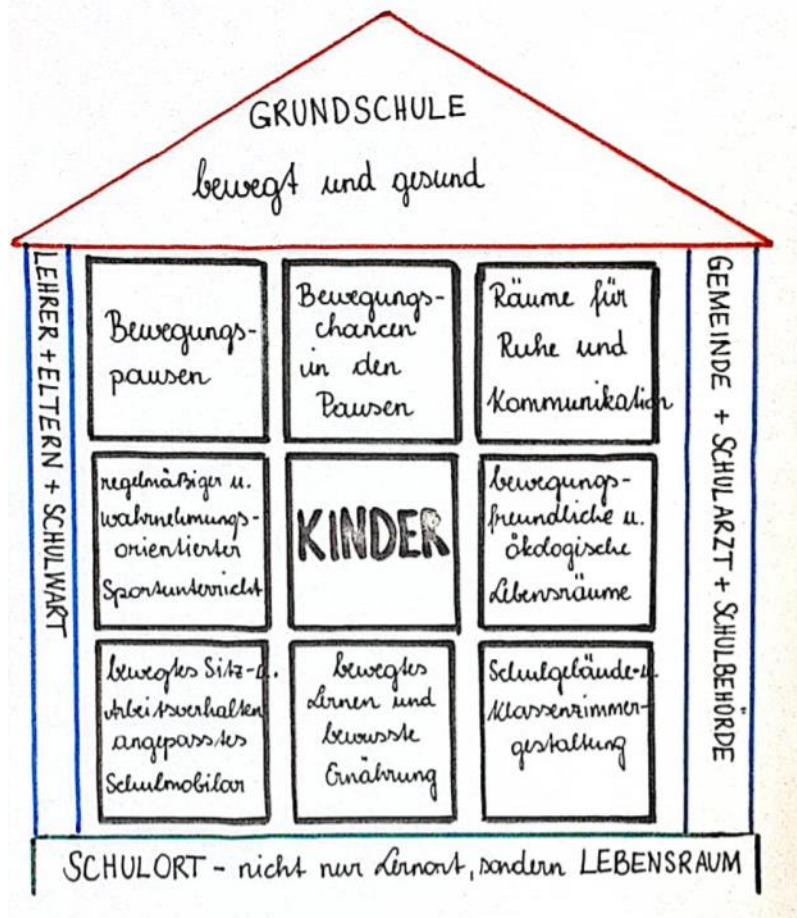 GRUNDSCHULE
bewegt und gesund
LEHRER + ELTERN + SCHULWART
Bewegungs-
pausen
Bewegungs-
chancen
in den
Pausen
Räume für
Ruhe und
Kommunikation
regelmäßiger u.
wahrnehmungs-
orientierter
Sportunterricht
KINDER
bewegungs-
freundliche u.
ökologische
Lebensräume
bewegtes Sitz- u.
Arbeitsverhalten
angepasstes
Schulmobilar
bewegtes
Lernen und
bewusste
Ernährung
Schulgebäude- u.
Klassenzimmer-
gestaltung
GEMEINDE + SCHULARZT + SCHULBEHÖRDE
SCHULORT - nicht nur Lernort, sondern LEBENSRAUM